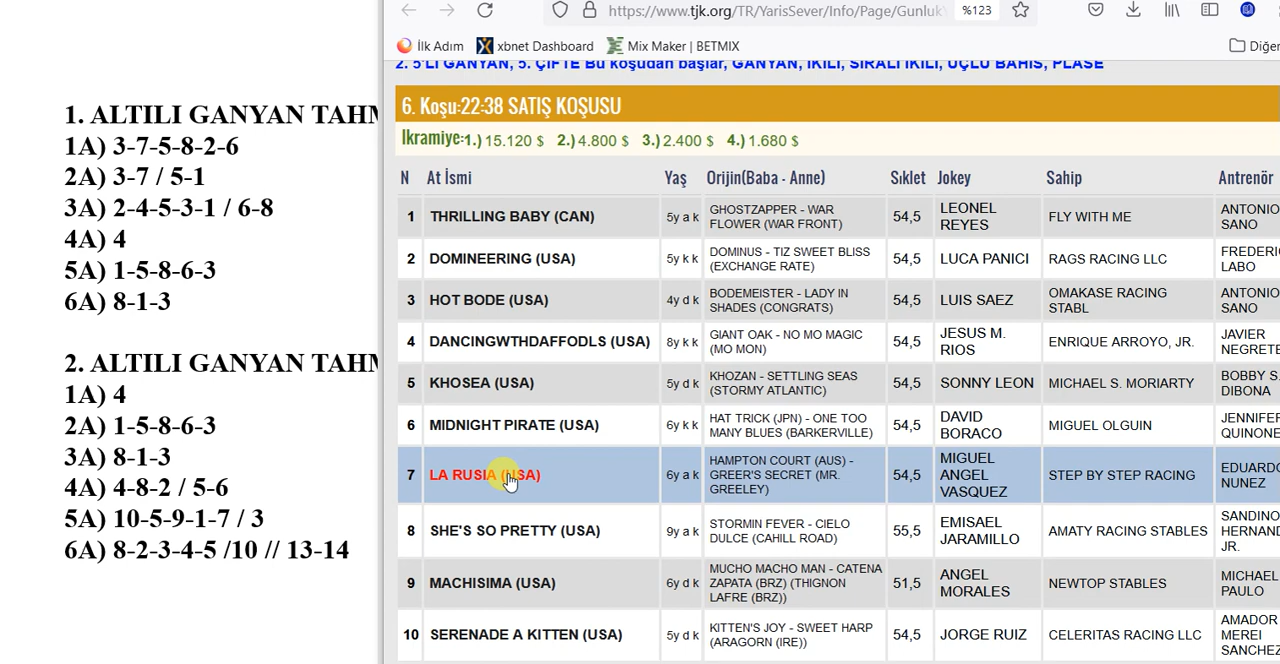 1. ALTILI GANYAN TAHM
1A) 3-7-5-8-2-6
2A) 3-7 / 5-1
3A) 2-4-5-3-1 / 6-8
4A) 4
5A) 1-5-8-6-3
6A) 8-1-3
2. ALTILI GANYAN TAHM
1A) 4
2A) 1-5-8-6-3
3A) 8-1-3
4A) 4-8-2 / 5-6
5A) 10-5-9-1-7 / 3
6A) 8-2-3-4-5 /10 // 13-14
https://www.tjk.org/TR/YarisSever/Info/Page/Gunluk %123
İlk Adım xbnet Dashboard Mix Maker | BETMIX Diğer
2. 5'Lİ GANYAN, 5. ÇİFTE Bu koşudan başlar, GANYAN, İKİLİ, SIRALI İKİLİ, ÜÇLÜ BAHİS, PLASE
6. Koşu:22:38 SATIŞ KOŞUSU
Ikramiye:1.) 15.120 $ 2.) 4.800 $ 3.) 2.400 $ 4.) 1.680 $
N At İsmi Yaş Orijin(Baba - Anne) Sıklet Jokey Sahip Antrenör
1 THRILLING BABY (CAN) 5y a k GHOSTZAPPER - WAR FLOWER (WAR FRONT) 54,5 LEONEL REYES FLY WITH ME ANTONIO SANO
2 DOMINEERING (USA) 5y k k DOMINUS - TIZ SWEET BLISS (EXCHANGE RATE) 54,5 LUCA PANICI RAGS RACING LLC FREDERIC LABO
3 HOT BODE (USA) 4y d k BODEMEISTER - LADY IN SHADES (CONGRATS) 54,5 LUIS SAEZ OMAKASE RACING STABL ANTONIO SANO
4 DANCINGWTHDAFFODLS (USA) 8y k k GIANT OAK - NO MO MAGIC (MO MON) 54,5 JESUS M. RIOS ENRIQUE ARROYO, JR. JAVIER NEGRETE
5 KHOSEA (USA) 5y d k KHOZAN - SETTLING SEAS (STORMY ATLANTIC) 54,5 SONNY LEON MICHAEL S. MORIARTY BOBBY S. DIBONA
6 MIDNIGHT PIRATE (USA) 6y k k HAT TRICK (JPN) - ONE TOO MANY BLUES (BARKERVILLE) 54,5 DAVID BORACO MIGUEL OLGUIN JENNIFER QUINONE
7 LA RUSIA (USA) 6y a k HAMPTON COURT (AUS) - GREER'S SECRET (MR. GREELEY) 54,5 MIGUEL ANGEL VASQUEZ STEP BY STEP RACING EDUARDO NUNEZ
8 SHE'S SO PRETTY (USA) 9y a k STORMIN FEVER - CIELO DULCE (CAHILL ROAD) 55,5 EMISAEL JARAMILLO AMATY RACING STABLES SANDINO HERNAN JR.
9 MACHISIMA (USA) 6y d k MUCHO MACHO MAN - CATENA ZAPATA (BRZ) (THIGNON LAFRE (BRZ)) 51,5 ANGEL MORALES NEWTOP STABLES MICHAEL PAULO
10 SERENADE A KITTEN (USA) 5y d k KITTEN'S JOY - SWEET HARP (ARAGORN (IRE)) 54,5 JORGE RUIZ CELERITAS RACING LLC AMADOR MEREI SANCHEZ